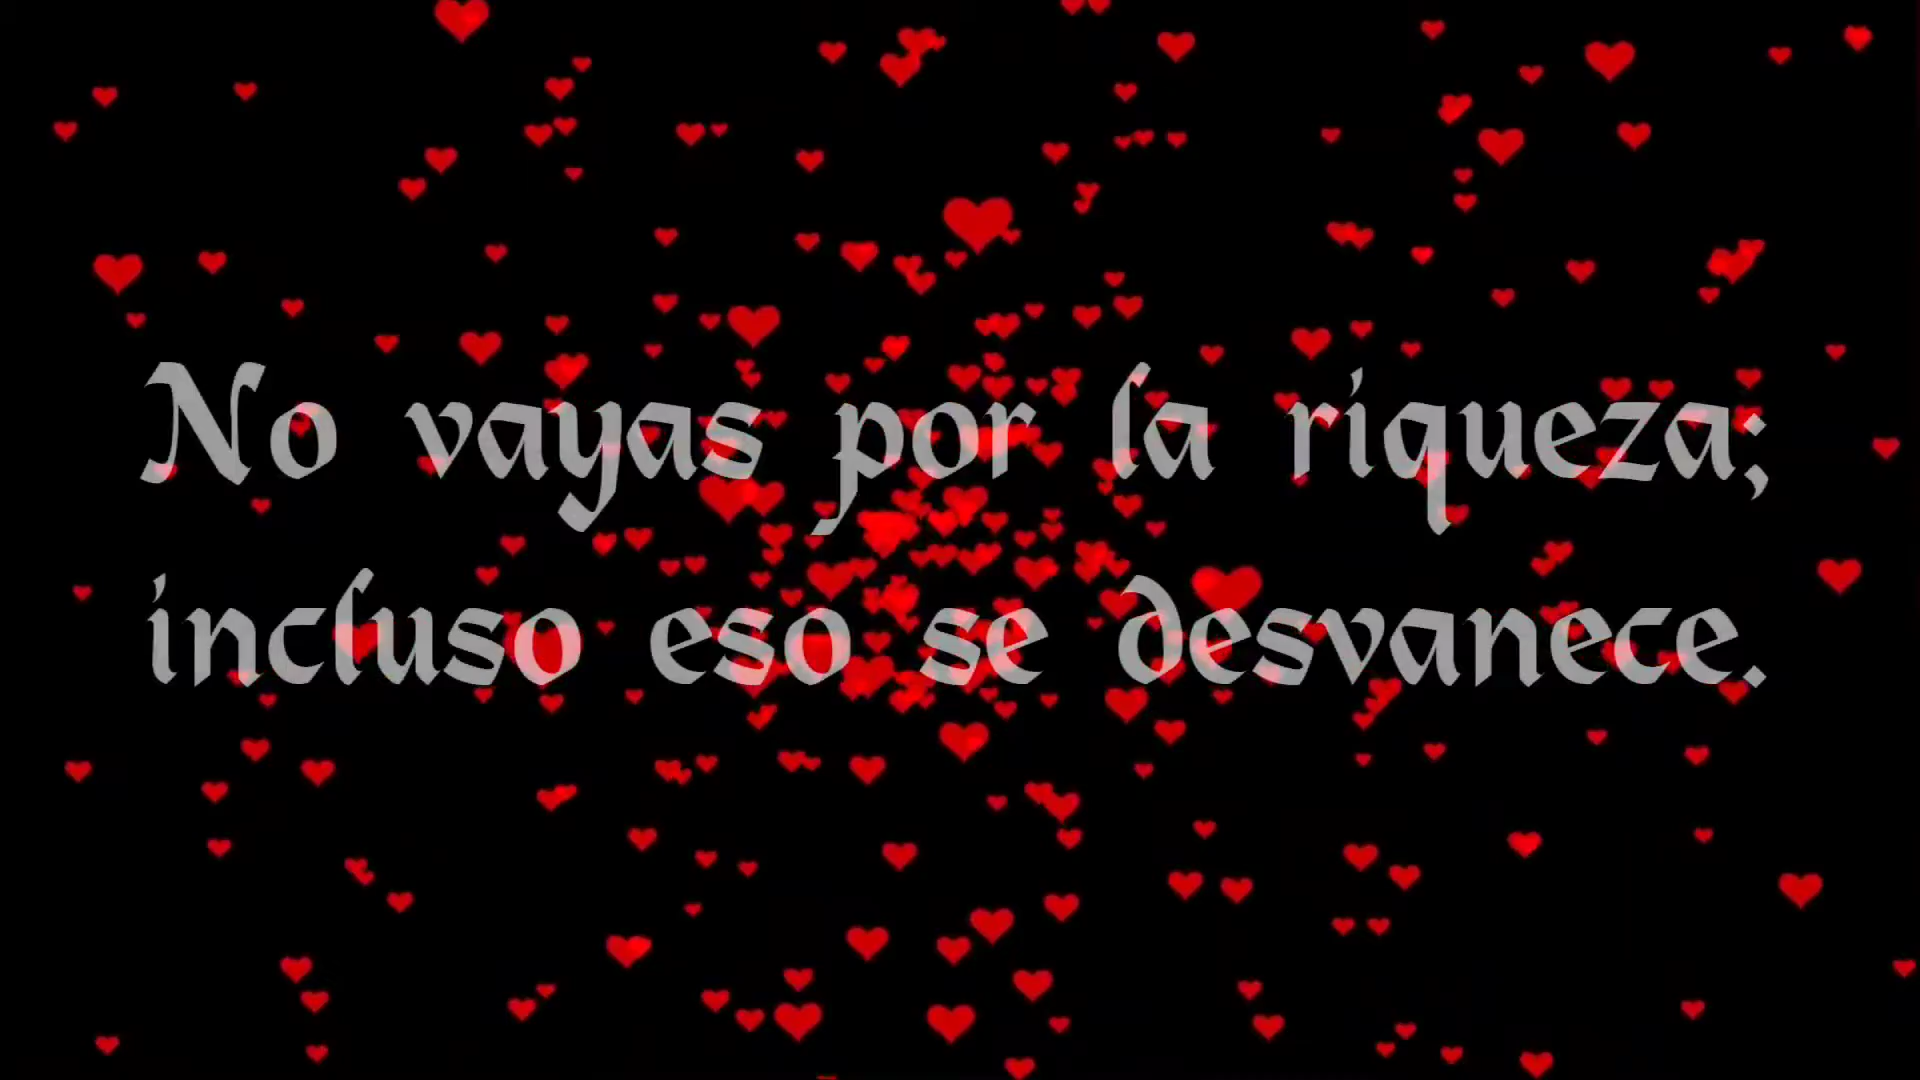 No vayas por la riqueza;
incluso eso se desvanece.